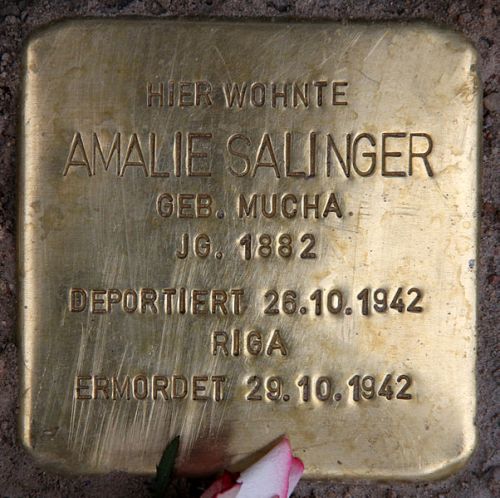 HIER WOHNTE
AMALIE SALINGER
GEB. MUCHA
JG. 1882
DEPORTIERT 26.10.1942
RIGA
ERMORDET 29.10.1942